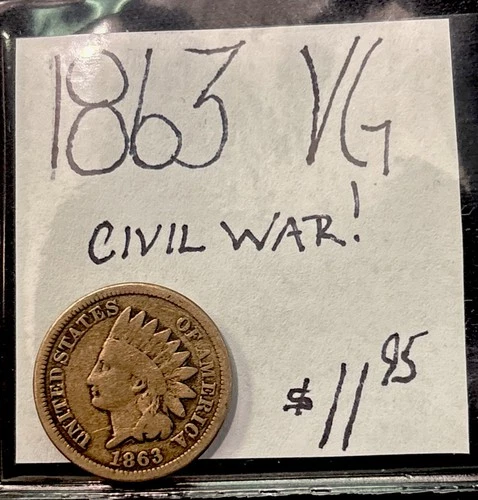 1863 VG
CIVIL WAR!
$11 95
UNITED STATES OF AMERICA
1863